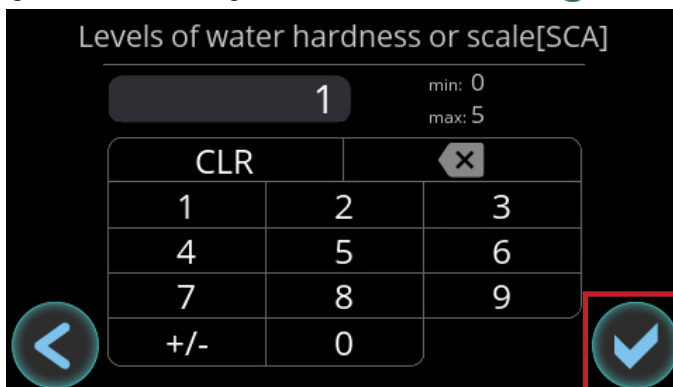 Levels of water hardness or scale[SCA]
1
min: 0
max: 5
CLR
1 2 3
4 5 6
7 8 9
+/- 0